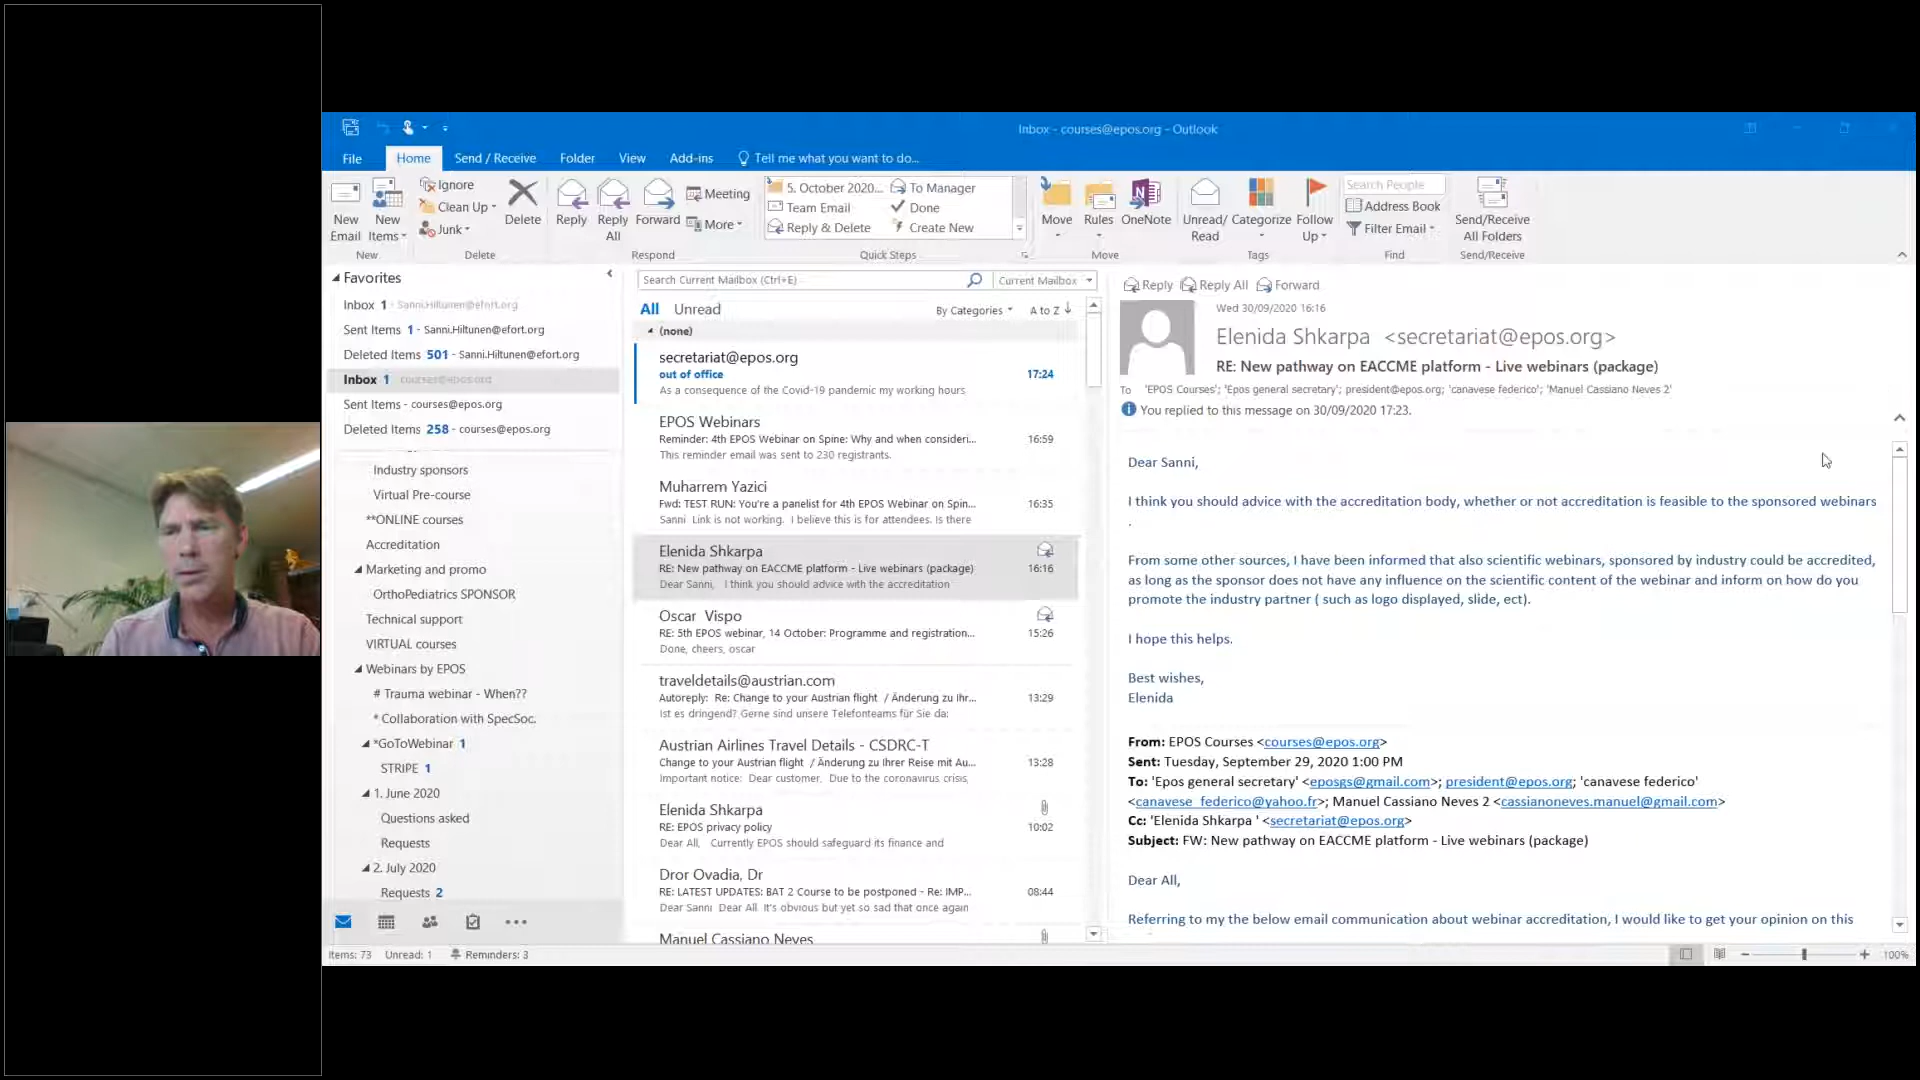 Inbox - courses@epos.org - Outlook
File Home Send / Receive Folder View Add-ins Tell me what you want to do...
New Email
New Items
Ignore
Clean Up
Junk
Delete
Reply
Reply All
Forward
Meeting
More
5. October 2020...
To Manager
Team Email
Done
Reply & Delete
Create New
Move
Rules
OneNote
Unread/ Read
Categorize
Follow Up
Search People
Address Book
Filter Email
Send/Receive All Folders
New Delete Respond Quick Steps Move Tags Find Send/Receive
Favorites
Inbox 1 - Sanni.Hiltunen@efort.org
Sent Items 1 - Sanni.Hiltunen@efort.org
Deleted Items 501 - Sanni.Hiltunen@efort.org
Inbox 1 courses@epos.org
Sent Items - courses@epos.org
Deleted Items 258 - courses@epos.org
Industry sponsors
Virtual Pre-course
**ONLINE courses
Accreditation
Marketing and promo
OrthoPediatrics SPONSOR
Technical support
VIRTUAL courses
Webinars by EPOS
# Trauma webinar - When??
* Collaboration with SpecSoc.
*GoToWebinar 1
STRIPE 1
1. June 2020
Questions asked
Requests
2. July 2020
Requests 2
Items: 73 Unread: 1 Reminders: 3
Search Current Mailbox (Ctrl+E) Current Mailbox
All Unread By Categories A to Z
(none)
secretariat@epos.org
out of office 17:24
As a consequence of the Covid-19 pandemic my working hours
EPOS Webinars
Reminder: 4th EPOS Webinar on Spine: Why and when consideri... 16:59
This reminder email was sent to 230 registrants.
Muharrem Yazici
Fwd: TEST RUN: You're a panelist for 4th EPOS Webinar on Spin... 16:35
Sanni Link is not working. I believe this is for attendees. Is there
Elenida Shkarpa
RE: New pathway on EACCME platform - Live webinars (package) 16:16
Dear Sanni, I think you should advice with the accreditation
Oscar Vispo
RE: 5th EPOS webinar, 14 October: Programme and registration... 15:26
Done, cheers, oscar
traveldetails@austrian.com
Autoreply: Re: Change to your Austrian flight / Änderung zu Ihr... 13:29
Ist es dringend? Gerne sind unsere Telefonteams für Sie da:
Austrian Airlines Travel Details - CSDRC-T
Change to your Austrian flight / Änderung zu Ihrer Reise mit Au... 13:28
Important notice: Dear customer, Due to the coronavirus crisis,
Elenida Shkarpa
RE: EPOS privacy policy 10:02
Dear All, Currently EPOS should safeguard its finance and
Dror Ovadia, Dr
RE: LATEST UPDATES: BAT 2 Course to be postponed - Re: IMP... 08:44
Dear Sanni Dear All It's obvious but yet so sad that once again
Manuel Cassiano Neves
Reply Reply All Forward
Wed 30/09/2020 16:16
Elenida Shkarpa <secretariat@epos.org>
RE: New pathway on EACCME platform - Live webinars (package)
To 'EPOS Courses'; 'Epos general secretary'; president@epos.org; 'canavese federico'; 'Manuel Cassiano Neves 2'
You replied to this message on 30/09/2020 17:23.
Dear Sanni,
I think you should advice with the accreditation body, whether or not accreditation is feasible to the sponsored webinars
.
From some other sources, I have been informed that also scientific webinars, sponsored by industry could be accredited,
as long as the sponsor does not have any influence on the scientific content of the webinar and inform on how do you
promote the industry partner ( such as logo displayed, slide, ect).
I hope this helps.
Best wishes,
Elenida
From: EPOS Courses <courses@epos.org>
Sent: Tuesday, September 29, 2020 1:00 PM
To: 'Epos general secretary' <eposgs@gmail.com>; president@epos.org; 'canavese federico'
<canavese_federico@yahoo.fr>; Manuel Cassiano Neves 2 <cassianoneves.manuel@gmail.com>
Cc: 'Elenida Shkarpa ' <secretariat@epos.org>
Subject: FW: New pathway on EACCME platform - Live webinars (package)
Dear All,
Referring to my the below email communication about webinar accreditation, I would like to get your opinion on this
100%